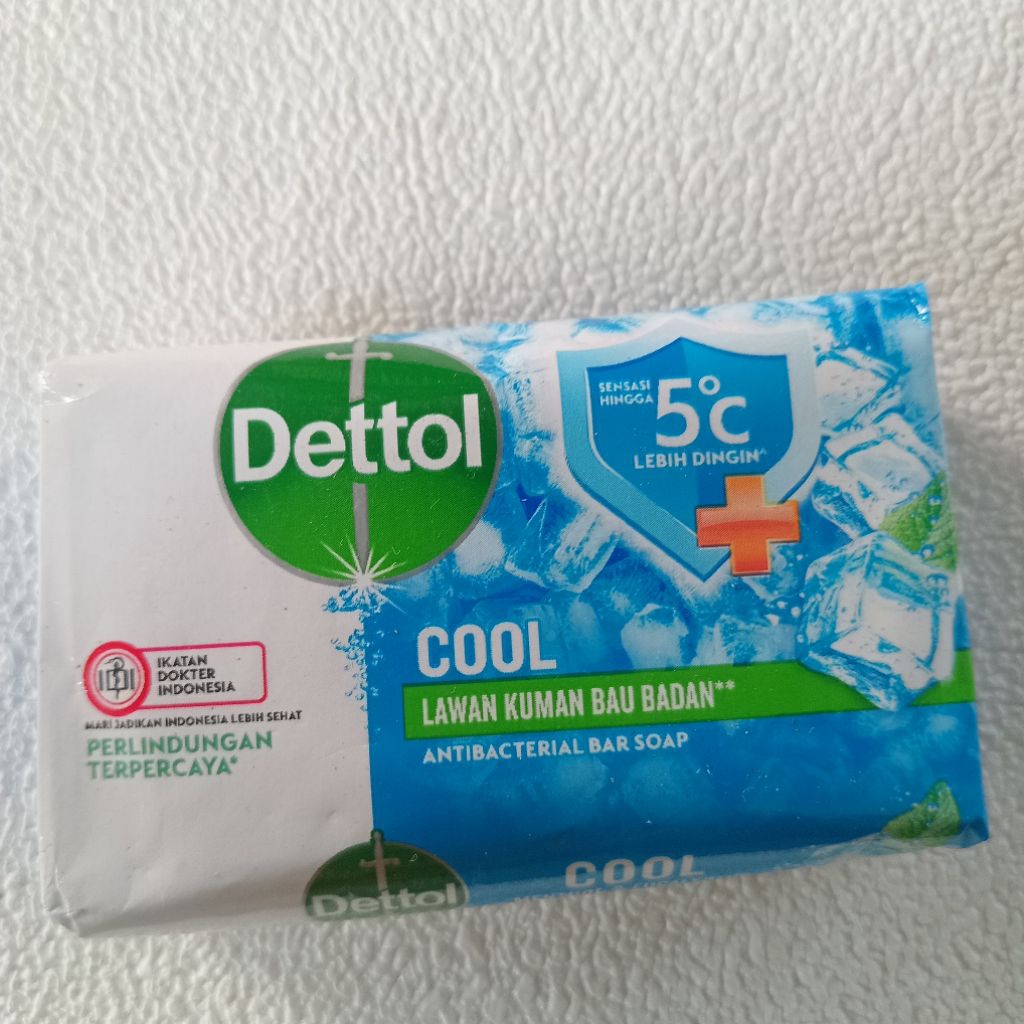 Dettol
SENSASI
HINGGA
5°C
LEBIH DINGIN^
IKATAN
DOKTER
INDONESIA
MARI JADIKAN INDONESIA LEBIH SEHAT
PERLINDUNGAN
TERPERCAYA*
COOL
LAWAN KUMAN BAU BADAN**
ANTIBACTERIAL BAR SOAP
Dettol
COOL